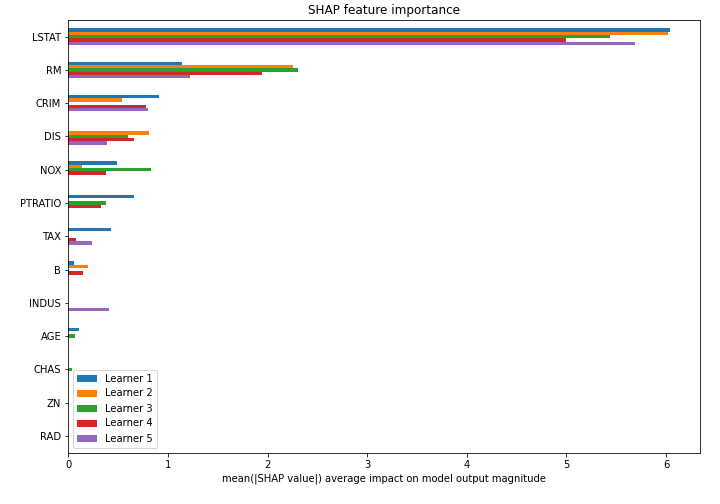 SHAP feature importance
LSTAT
RM
CRIM
DIS
NOX
PTRATIO
TAX
B
INDUS
AGE
CHAS
ZN
RAD
Learner 1
Learner 2
Learner 3
Learner 4
Learner 5
0 1 2 3 4 5 6
mean(|SHAP value|) average impact on model output magnitude